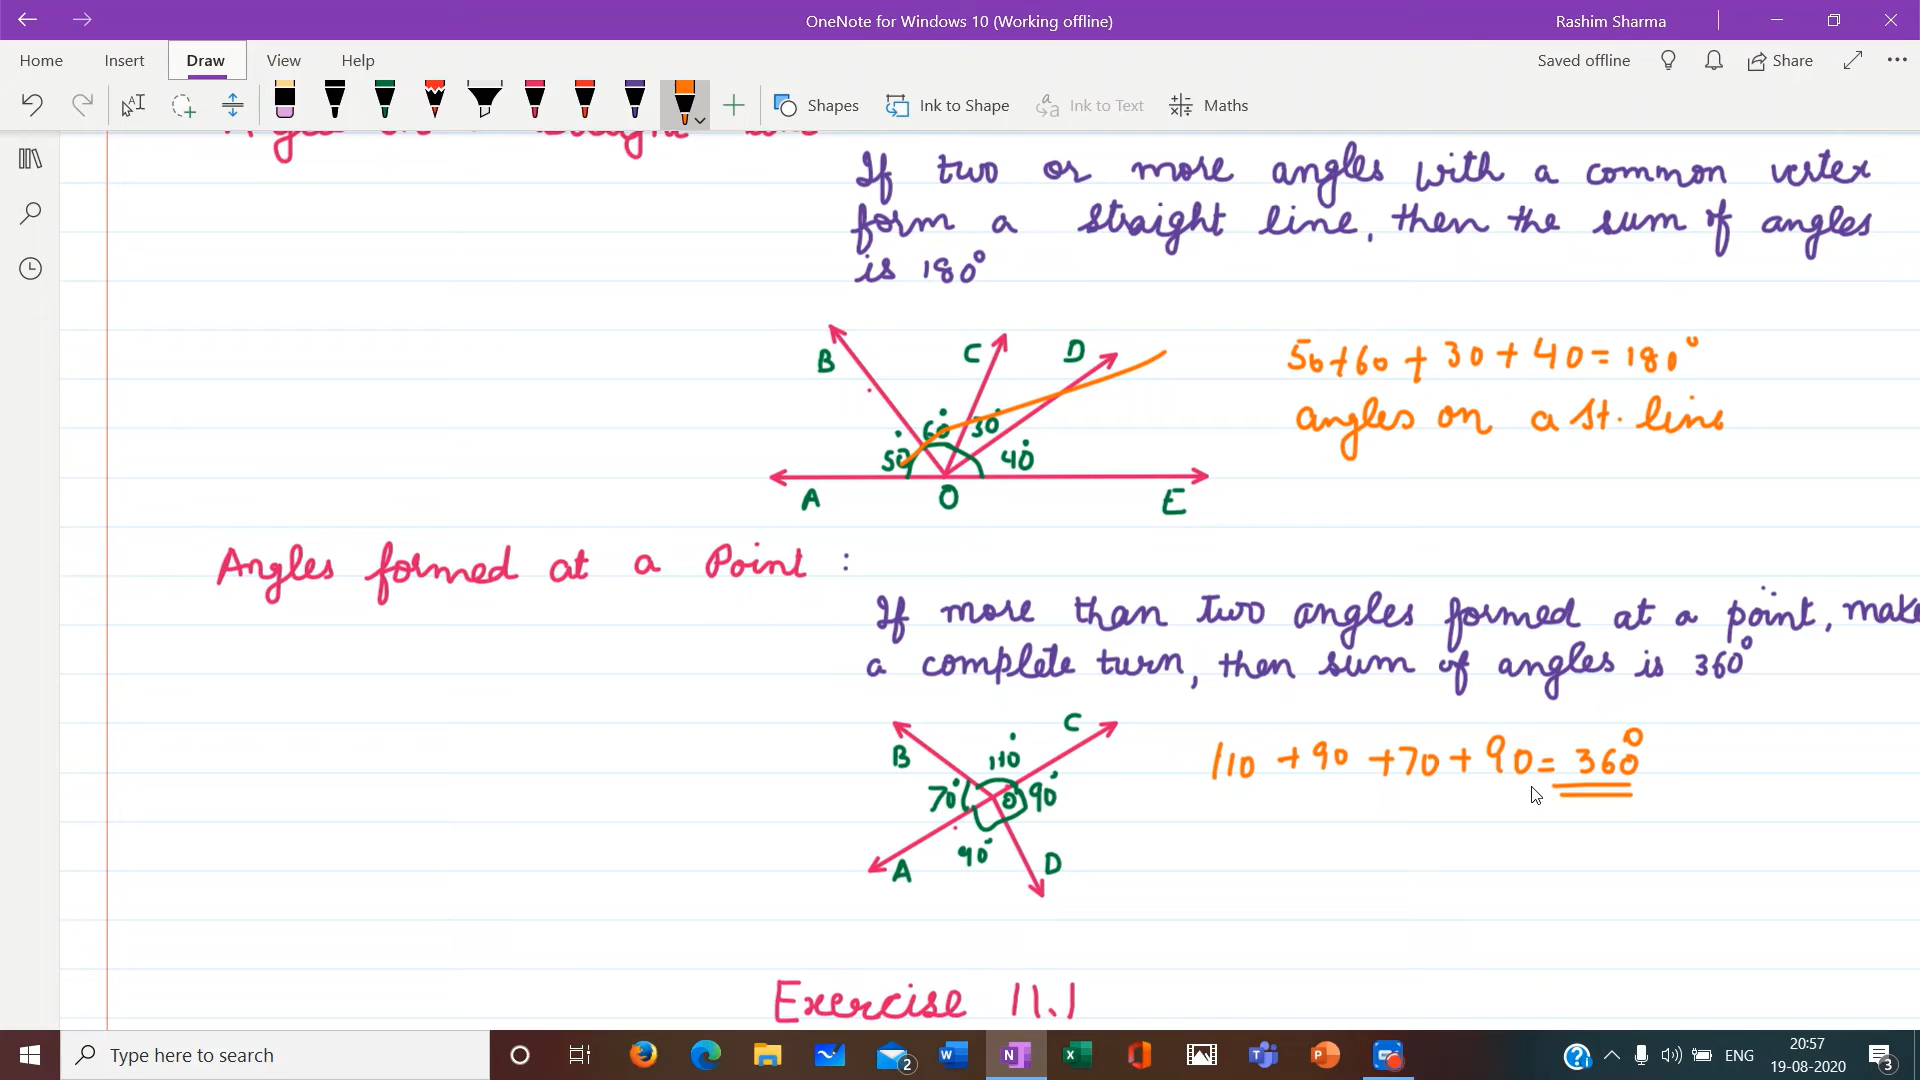 OneNote for Windows 10 (Working offline)
Rashim Sharma
Home Insert Draw View Help
Saved offline Share
Shapes Ink to Shape Ink to Text Maths
If two or more angles with a common vertex
form a straight line, then the sum of angles
is 180°
B C D
50° 60° 30° 40°
A O E
50+60+30+40=180°
angles on a st. line
Angles formed at a Point :
If more than two angles formed at a point, make
a complete turn, then sum of angles is 360°
B 110° C
70° O 90°
90°
A D
110+90+70+90=360°
Exercise 11.1
Type here to search
2
ENG
20:57
19-08-2020
3